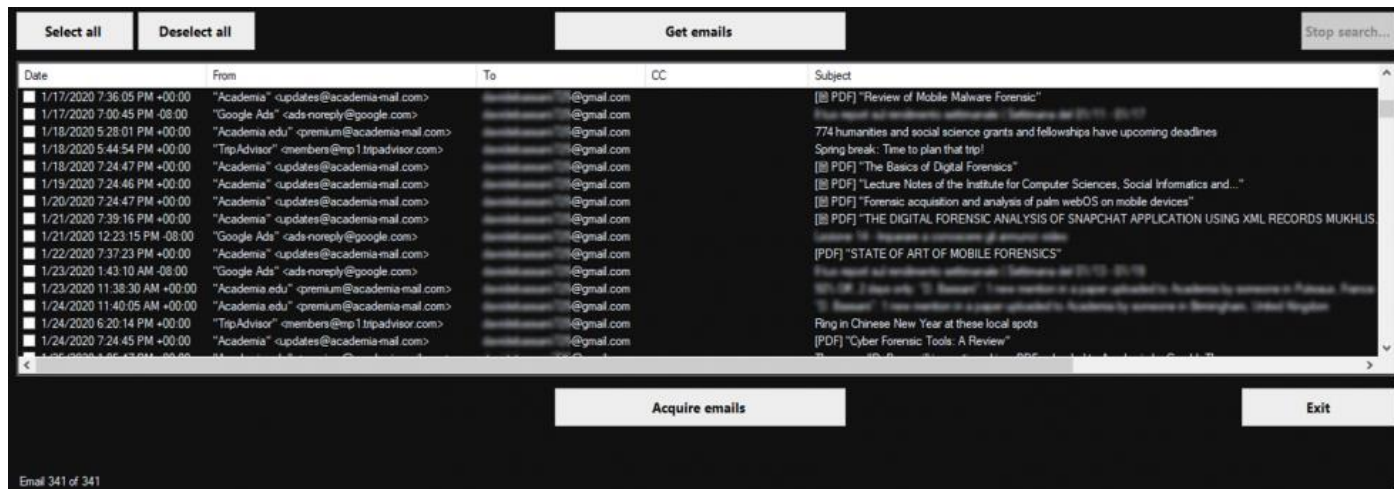 Select all Deselect all Get emails Stop search...
Date From To CC Subject
1/17/2020 7:36:05 PM +00:00 "Academia" <updates@academia-mail.com> @gmail.com [PDF] "Review of Mobile Malware Forensic"
1/17/2020 7:00:45 PM -08:00 "Google Ads" <ads-noreply@google.com> @gmail.com
1/18/2020 5:28:01 PM +00:00 "Academia.edu" <premium@academia-mail.com> @gmail.com 774 humanities and social science grants and fellowships have upcoming deadlines
1/18/2020 5:44:54 PM +00:00 "TripAdvisor" <members@mp1.tripadvisor.com> @gmail.com Spring break: Time to plan that trip!
1/18/2020 7:24:47 PM +00:00 "Academia" <updates@academia-mail.com> @gmail.com [PDF] "The Basics of Digital Forensics"
1/19/2020 7:24:46 PM +00:00 "Academia" <updates@academia-mail.com> @gmail.com [PDF] "Lecture Notes of the Institute for Computer Sciences, Social Informatics and..."
1/20/2020 7:24:47 PM +00:00 "Academia" <updates@academia-mail.com> @gmail.com [PDF] "Forensic acquisition and analysis of palm webOS on mobile devices"
1/21/2020 7:39:16 PM +00:00 "Academia" <updates@academia-mail.com> @gmail.com [PDF] "THE DIGITAL FORENSIC ANALYSIS OF SNAPCHAT APPLICATION USING XML RECORDS MUKHLIS
1/21/2020 12:23:15 PM -08:00 "Google Ads" <ads-noreply@google.com> @gmail.com
1/22/2020 7:37:23 PM +00:00 "Academia" <updates@academia-mail.com> @gmail.com [PDF] "STATE OF ART OF MOBILE FORENSICS"
1/23/2020 1:43:10 AM -08:00 "Google Ads" <ads-noreply@google.com> @gmail.com
1/23/2020 11:38:30 AM +00:00 "Academia.edu" <premium@academia-mail.com> @gmail.com
1/24/2020 11:40:05 AM +00:00 "Academia.edu" <premium@academia-mail.com> @gmail.com
1/24/2020 6:20:14 PM +00:00 "TripAdvisor" <members@mp1.tripadvisor.com> @gmail.com Ring in Chinese New Year at these local spots
1/24/2020 7:24:45 PM +00:00 "Academia" <updates@academia-mail.com> @gmail.com [PDF] "Cyber Forensic Tools: A Review"
Acquire emails Exit
Email 341 of 341